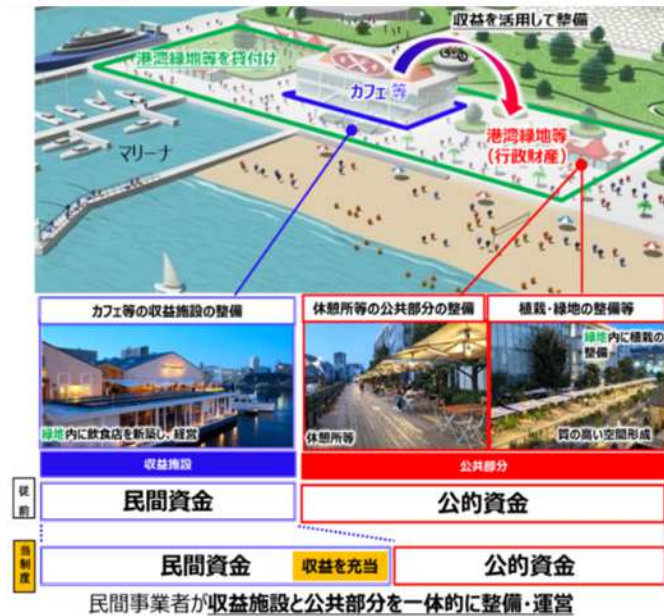 収益を活用して整備
港湾緑地等を貸付け
カフェ等
港湾緑地等
(行政財産)
マリーナ
カフェ等の収益施設の整備
休憩所等の公共部分の整備
植栽・緑地の整備等
緑地内に飲食店を新築し、経営
休憩所等
緑地内に植栽の
整備
質の高い空間形成
収益施設
公共部分
従前
民間資金
公的資金
当制度
民間資金
収益を充当
公的資金
民間事業者が収益施設と公共部分を一体的に整備・運営